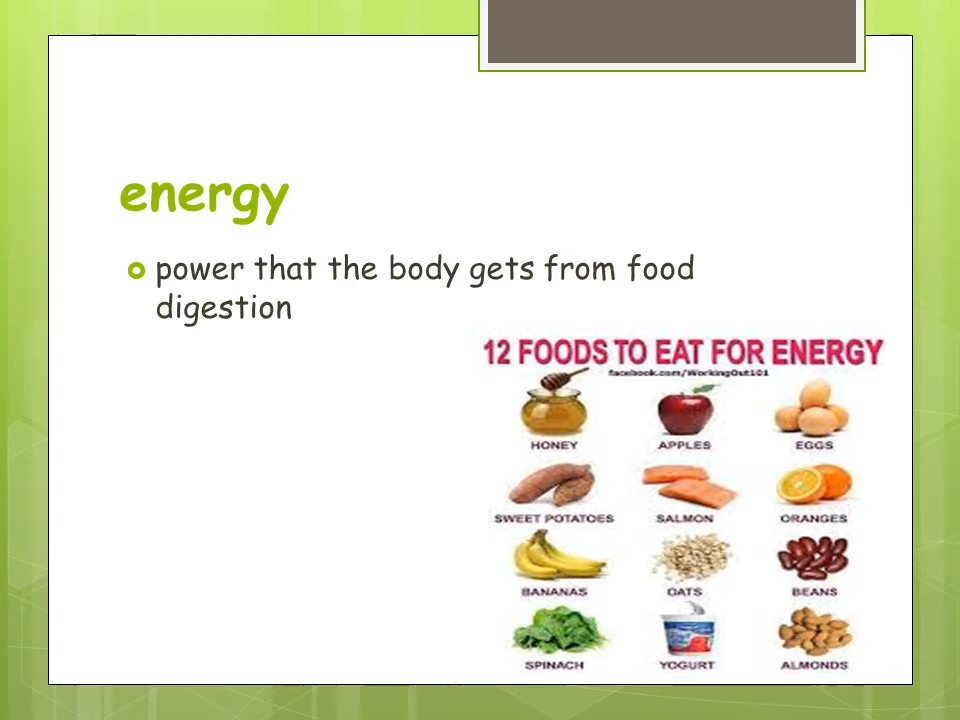 energy
power that the body gets from food
digestion
12 FOODS TO EAT FOR ENERGY
facebook.com/WorkingOut101
HONEY APPLES EGGS
SWEET POTATOES SALMON ORANGES
BANANAS OATS BEANS
SPINACH YOGURT ALMONDS